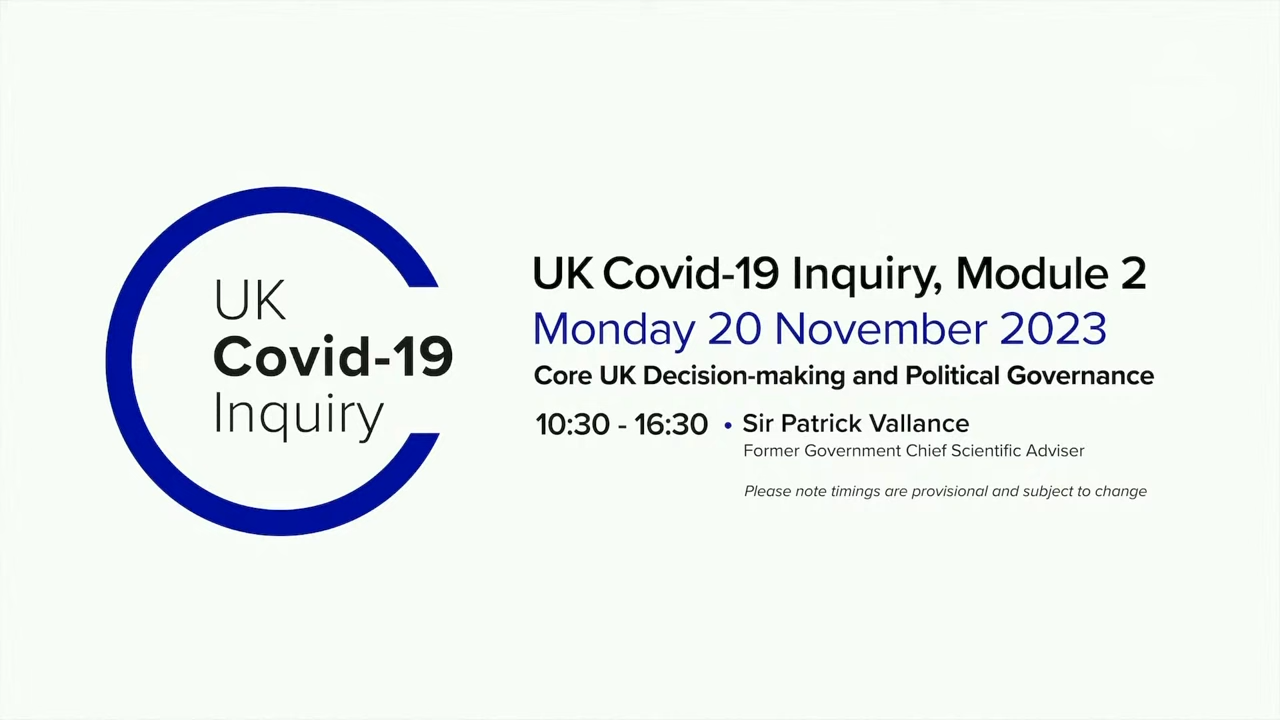 UK
Covid-19
Inquiry
UK Covid-19 Inquiry, Module 2
Monday 20 November 2023
Core UK Decision-making and Political Governance
10:30 - 16:30 • Sir Patrick Vallance
Former Government Chief Scientific Adviser
Please note timings are provisional and subject to change